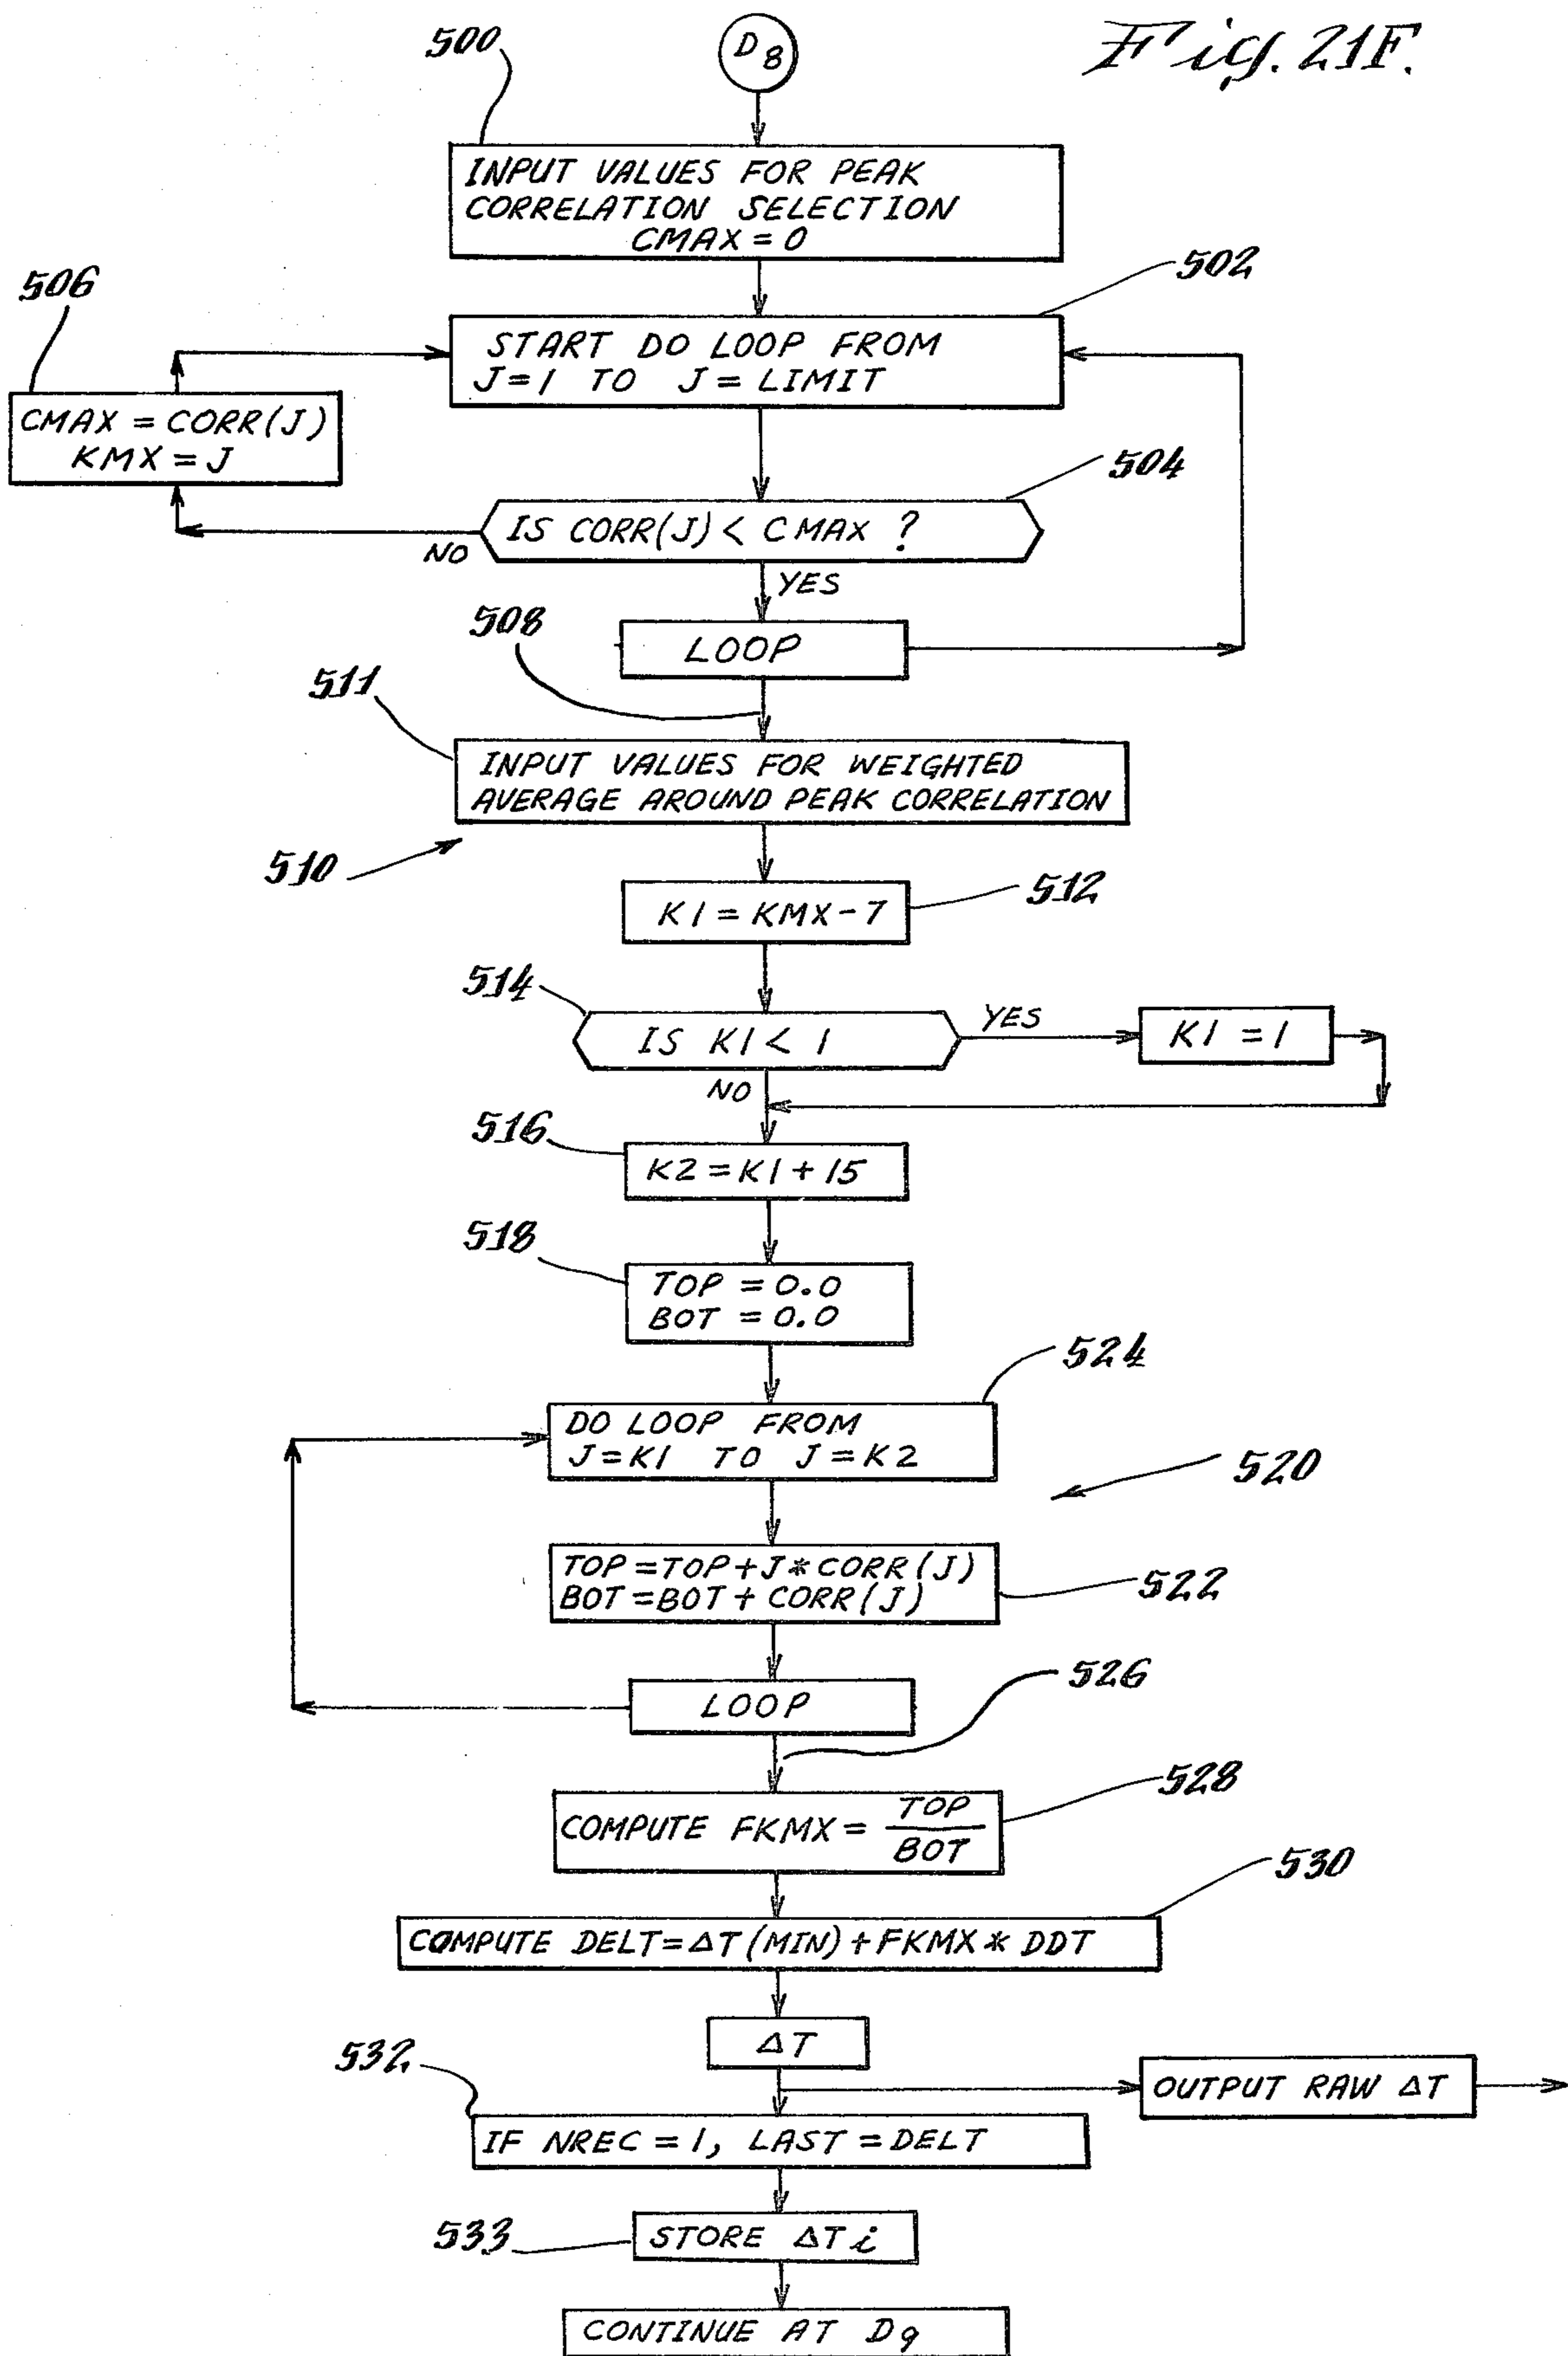 Fig. 21F.
D8
500
INPUT VALUES FOR PEAK
CORRELATION SELECTION
CMAX = 0
502
START DO LOOP FROM
J=1 TO J=LIMIT
506
CMAX = CORR(J)
KMX = J
504
IS CORR(J) < CMAX ?
NO
YES
LOOP
508
511
INPUT VALUES FOR WEIGHTED
AVERAGE AROUND PEAK CORRELATION
510
K1 = KMX-7
512
514
IS K1 < 1
YES
K1 = 1
NO
516
K2 = K1 + 15
518
TOP = 0.0
BOT = 0.0
524
DO LOOP FROM
J=K1 TO J=K2
520
TOP=TOP+J*CORR(J)
BOT=BOT+CORR(J)
522
LOOP
526
528
COMPUTE FKMX = TOP
BOT
530
COMPUTE DELT=ΔT(MIN)+FKMX*DDT
ΔT
532
OUTPUT RAW ΔT
IF NREC=1, LAST=DELT
533
STORE ΔTi
CONTINUE AT D9